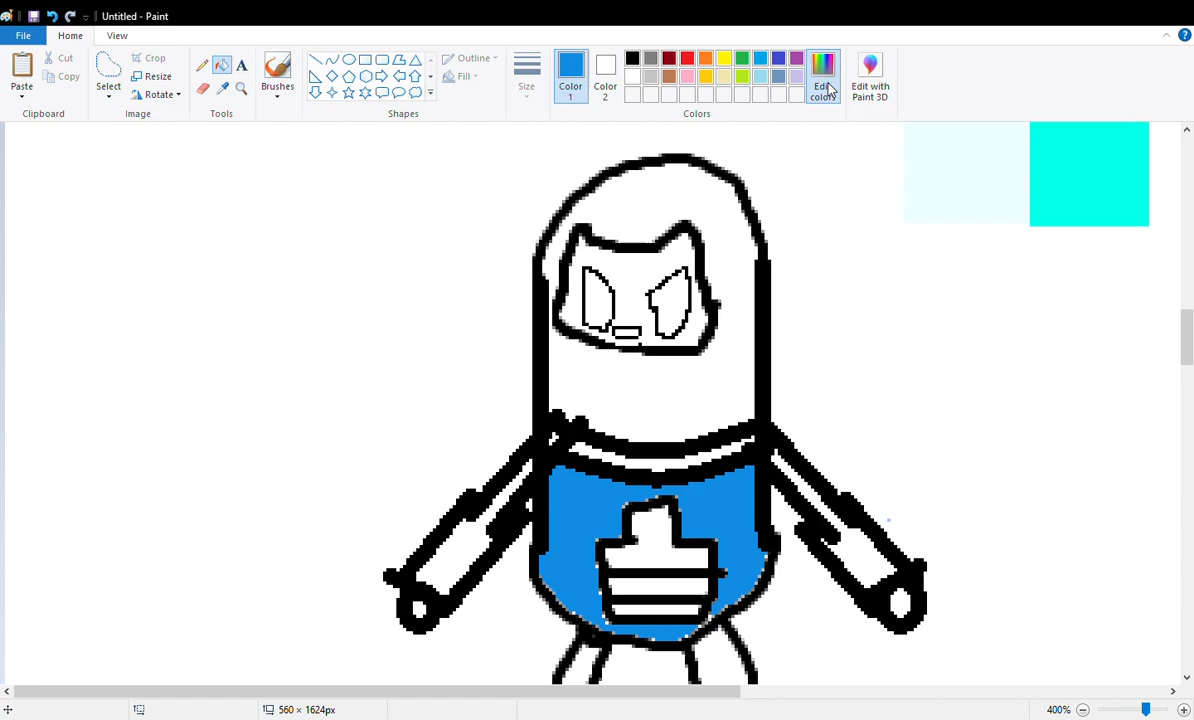 Untitled - Paint
File Home View
Paste
Clipboard
Cut
Copy
Select
Crop
Resize
Rotate
Image
A
Tools
Brushes
Outline
Fill
Shapes
Size
Color 1
Color 2
Edit colors
Colors
Edit with Paint 3D
560 × 1624px
400%